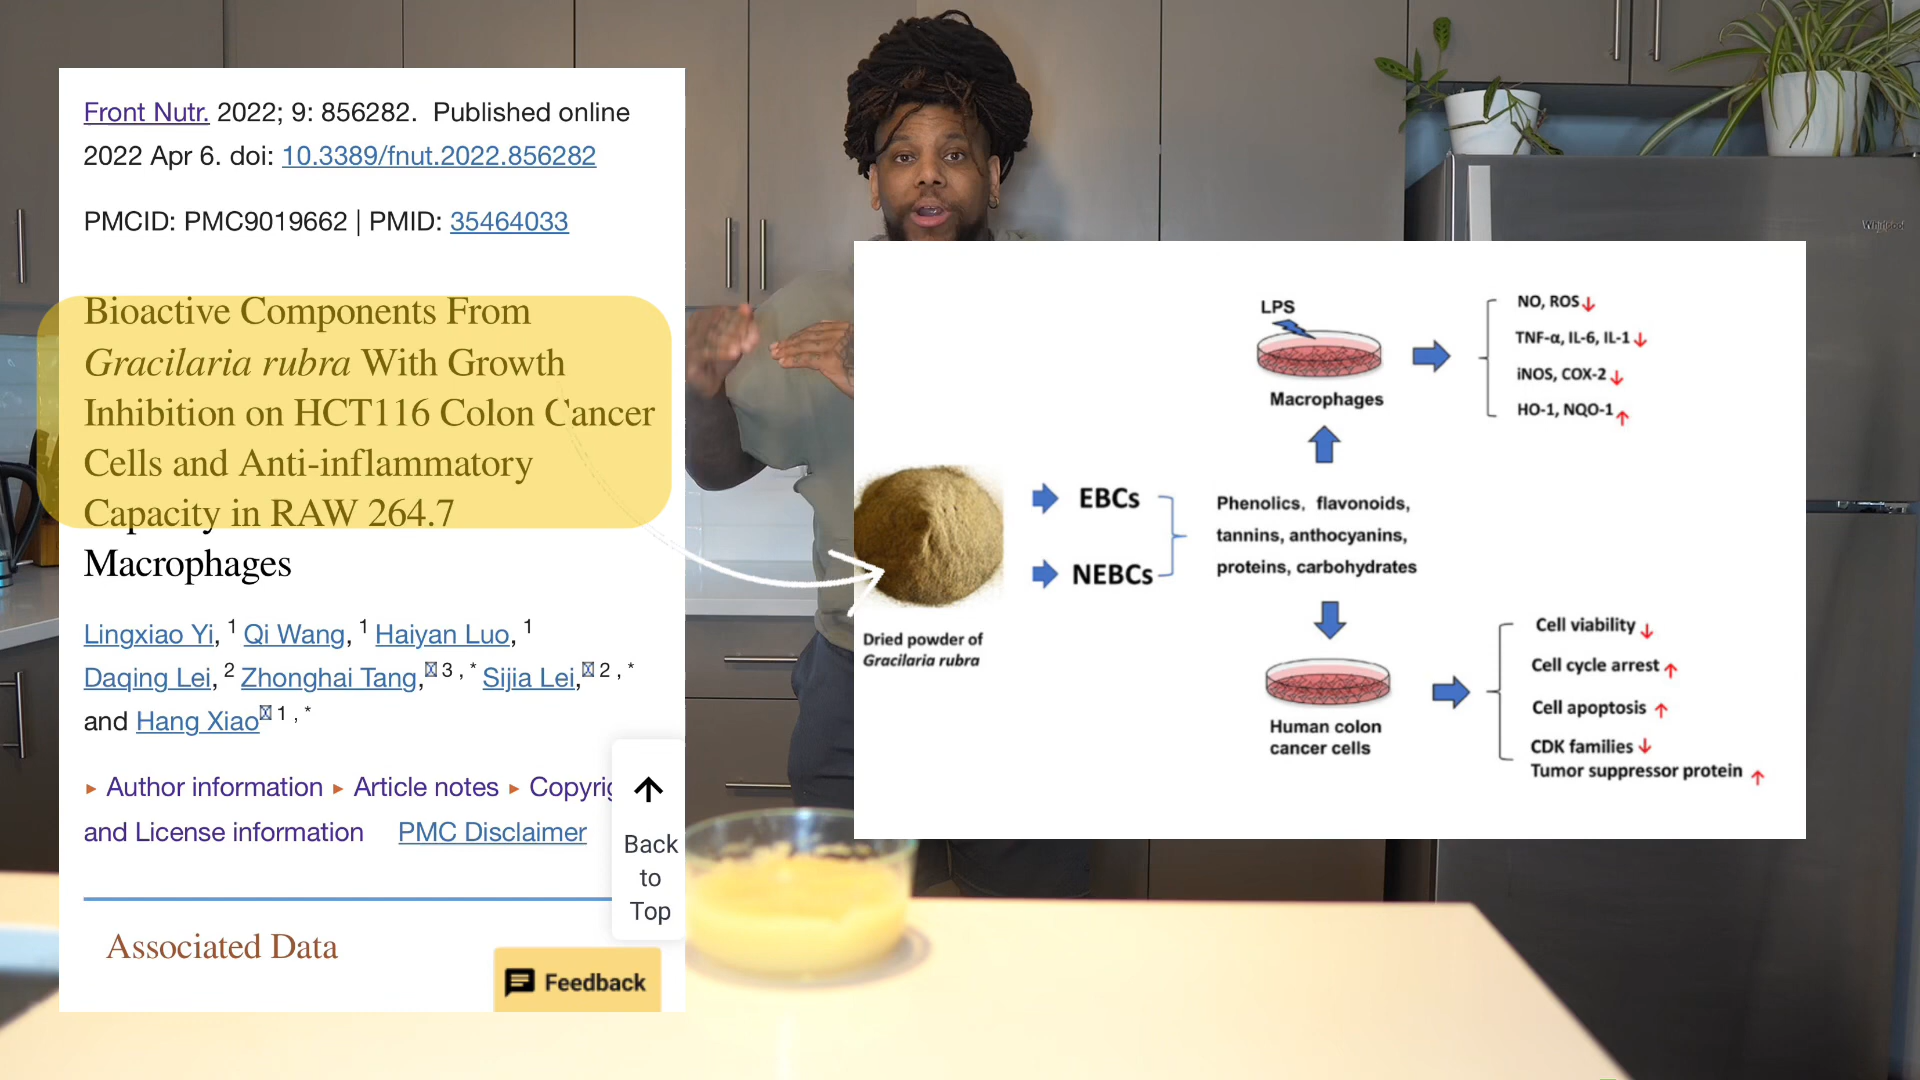 Front Nutr. 2022; 9: 856282. Published online
2022 Apr 6. doi: 10.3389/fnut.2022.856282
PMCID: PMC9019662 | PMID: 35464033
Bioactive Components From
Gracilaria rubra With Growth
Inhibition on HCT116 Colon Cancer
Cells and Anti-inflammatory
Capacity in RAW 264.7
Macrophages
Lingxiao Yi, 1 Qi Wang, 1 Haiyan Luo, 1
Daqing Lei, 2 Zhonghai Tang, 3 , * Sijia Lei, 2 , *
and Hang Xiao 1 , *
▸ Author information ▸ Article notes ▸ Copyrig
and License information PMC Disclaimer
Back
to
Top
Associated Data
Feedback
LPS
Macrophages
NO, ROS↓
TNF-α, IL-6, IL-1↓
iNOS, COX-2↓
HO-1, NQO-1↑
EBCs
NEBCs
Phenolics, flavonoids,
tannins, anthocyanins,
proteins, carbohydrates
Dried powder of
Gracilaria rubra
Human colon
cancer cells
Cell viability↓
Cell cycle arrest↑
Cell apoptosis ↑
CDK families↓
Tumor suppressor protein ↑
Whirlpool